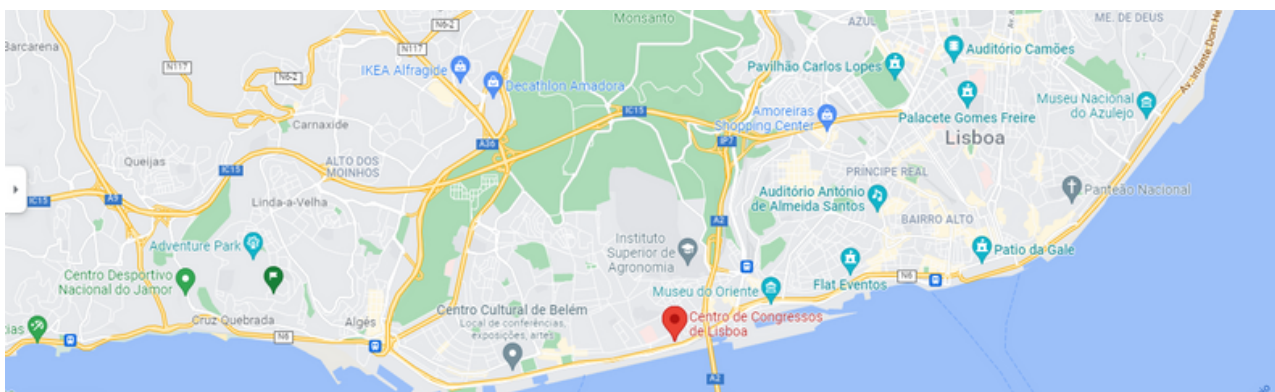 Barcarena
N117
N6-2
N117
N6-2
IKEA Alfragide
Decathlon Amadora
Monsanto
AZUL
ME. DE DEUS
Auditório Camões
Pavilhão Carlos Lopes
Av. Infante Dom He
Museu Nacional
do Azulejo
Palacete Gomes Freire
Lisboa
Amoreiras
Shopping Center
IC15
IP7
A36
Carnaxide
ALTO DOS
MOINHOS
Queijas
IC15
IC15
A5
Linda-a-Velha
PRÍNCIPE REAL
Panteão Nacional
Auditório António
de Almeida Santos
BAIRRO ALTO
A2
Adventure Park
Instituto
Superior de
Agronomia
Patio da Galé
Centro Desportivo
Nacional do Jamor
Flat Eventos
N6
Museu do Oriente
Centro Cultural de Belém
Local de conferências,
exposições, artes
Centro de Congressos
de Lisboa
Cruz Quebrada
Algés
N6
A2